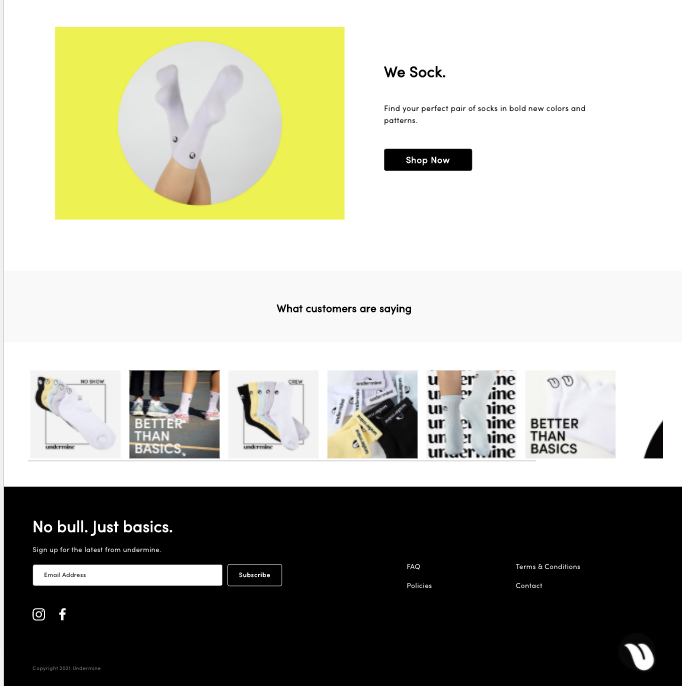 We Sock.
Find your perfect pair of socks in bold new colors and
patterns.
Shop Now
What customers are saying
NO SHOW
undermine
BETTER
THAN
BASICS.
CREW
undermine
undermine
undermine
undermine
undermine
undermine
undermine
undermine
BETTER
THAN
BASICS
No bull. Just basics.
Sign up for the latest from undermine.
Email Address
Subscribe
FAQ
Terms & Conditions
Policies
Contact
Copyright 2021 Undermine